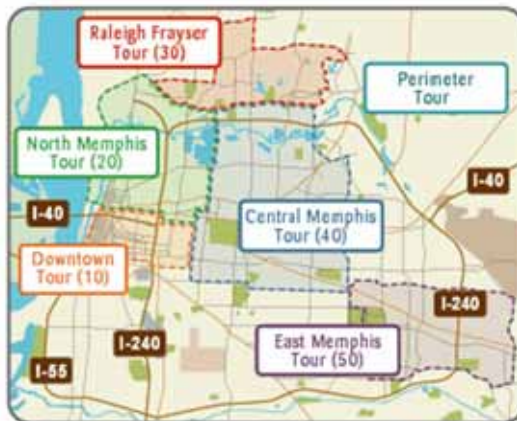 Raleigh Frayser
Tour (30)
Perimeter
Tour
North Memphis
Tour (20)
I-40
I-40
Central Memphis
Tour (40)
Downtown
Tour (10)
I-240
I-240
East Memphis
Tour (50)
I-55